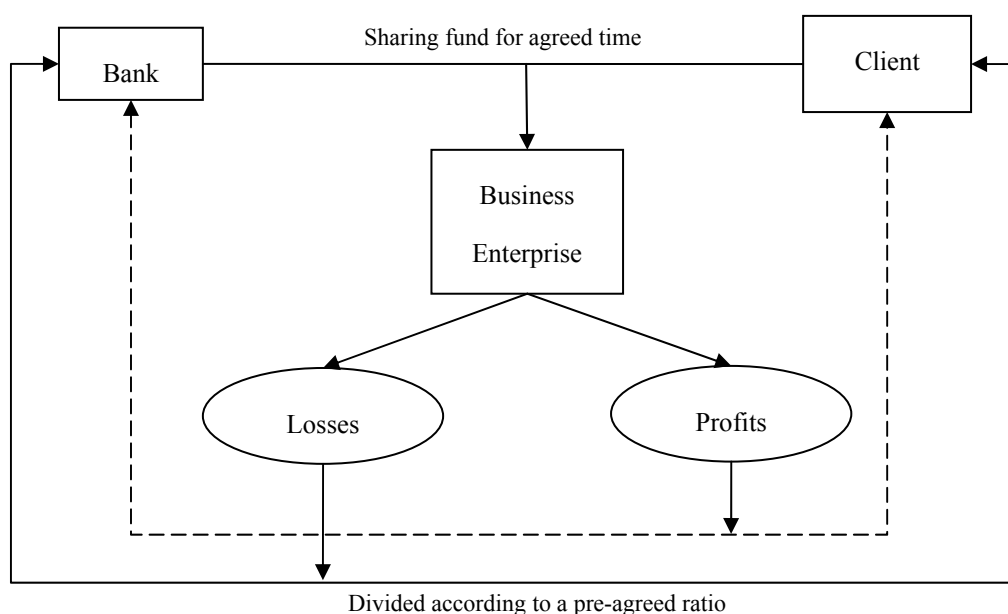 Sharing fund for agreed time
Bank
Client
Business
Enterprise
Losses
Profits
Divided according to a pre-agreed ratio